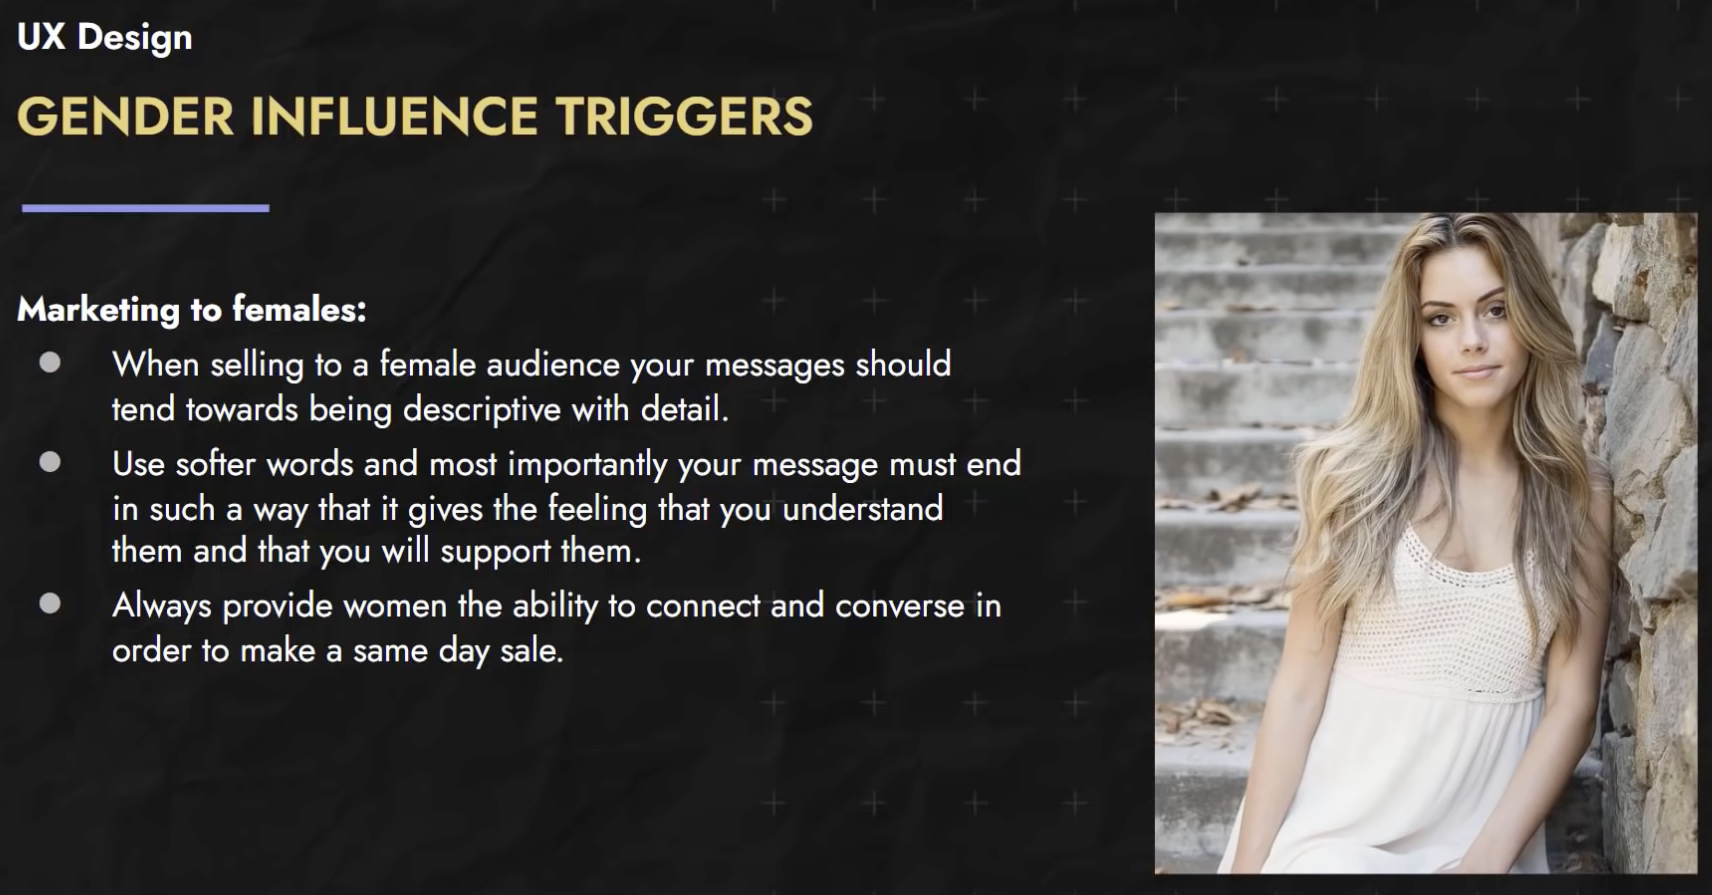 UX Design
GENDER INFLUENCE TRIGGERS
Marketing to females:
When selling to a female audience your messages should
tend towards being descriptive with detail.
Use softer words and most importantly your message must end
in such a way that it gives the feeling that you understand
them and that you will support them.
Always provide women the ability to connect and converse in
order to make a same day sale.